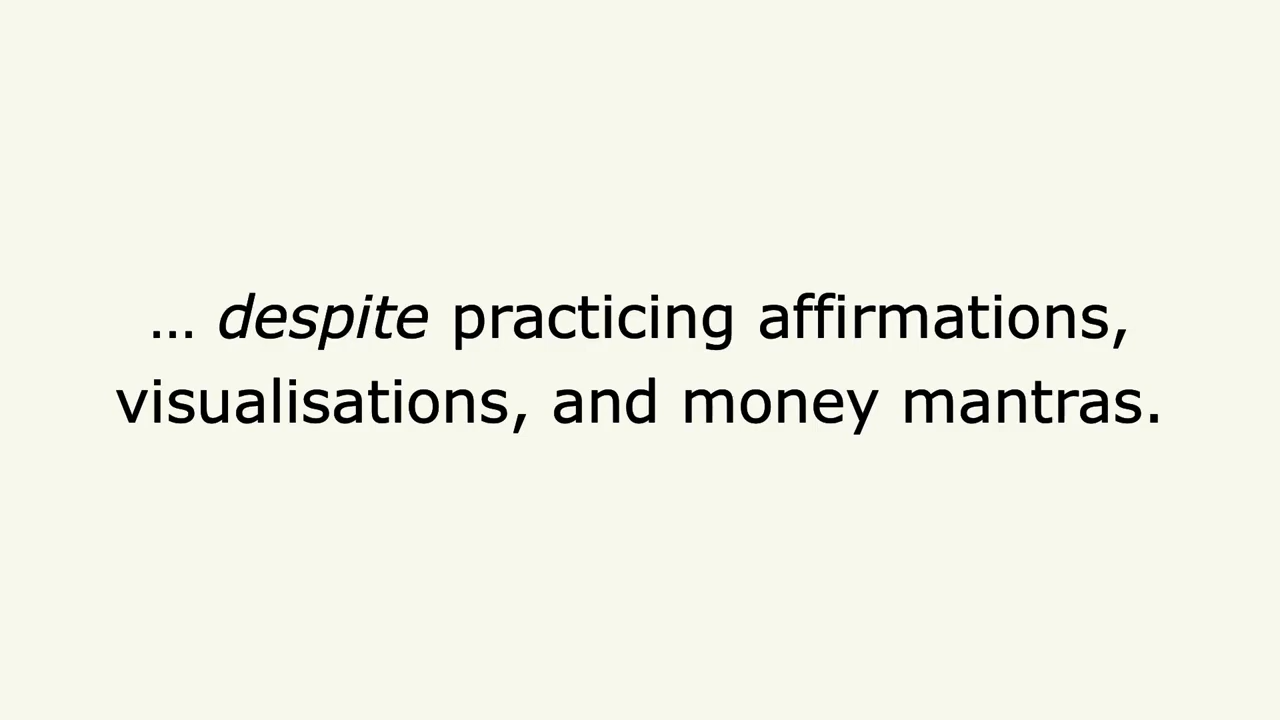 … despite practicing affirmations,
visualisations, and money mantras.